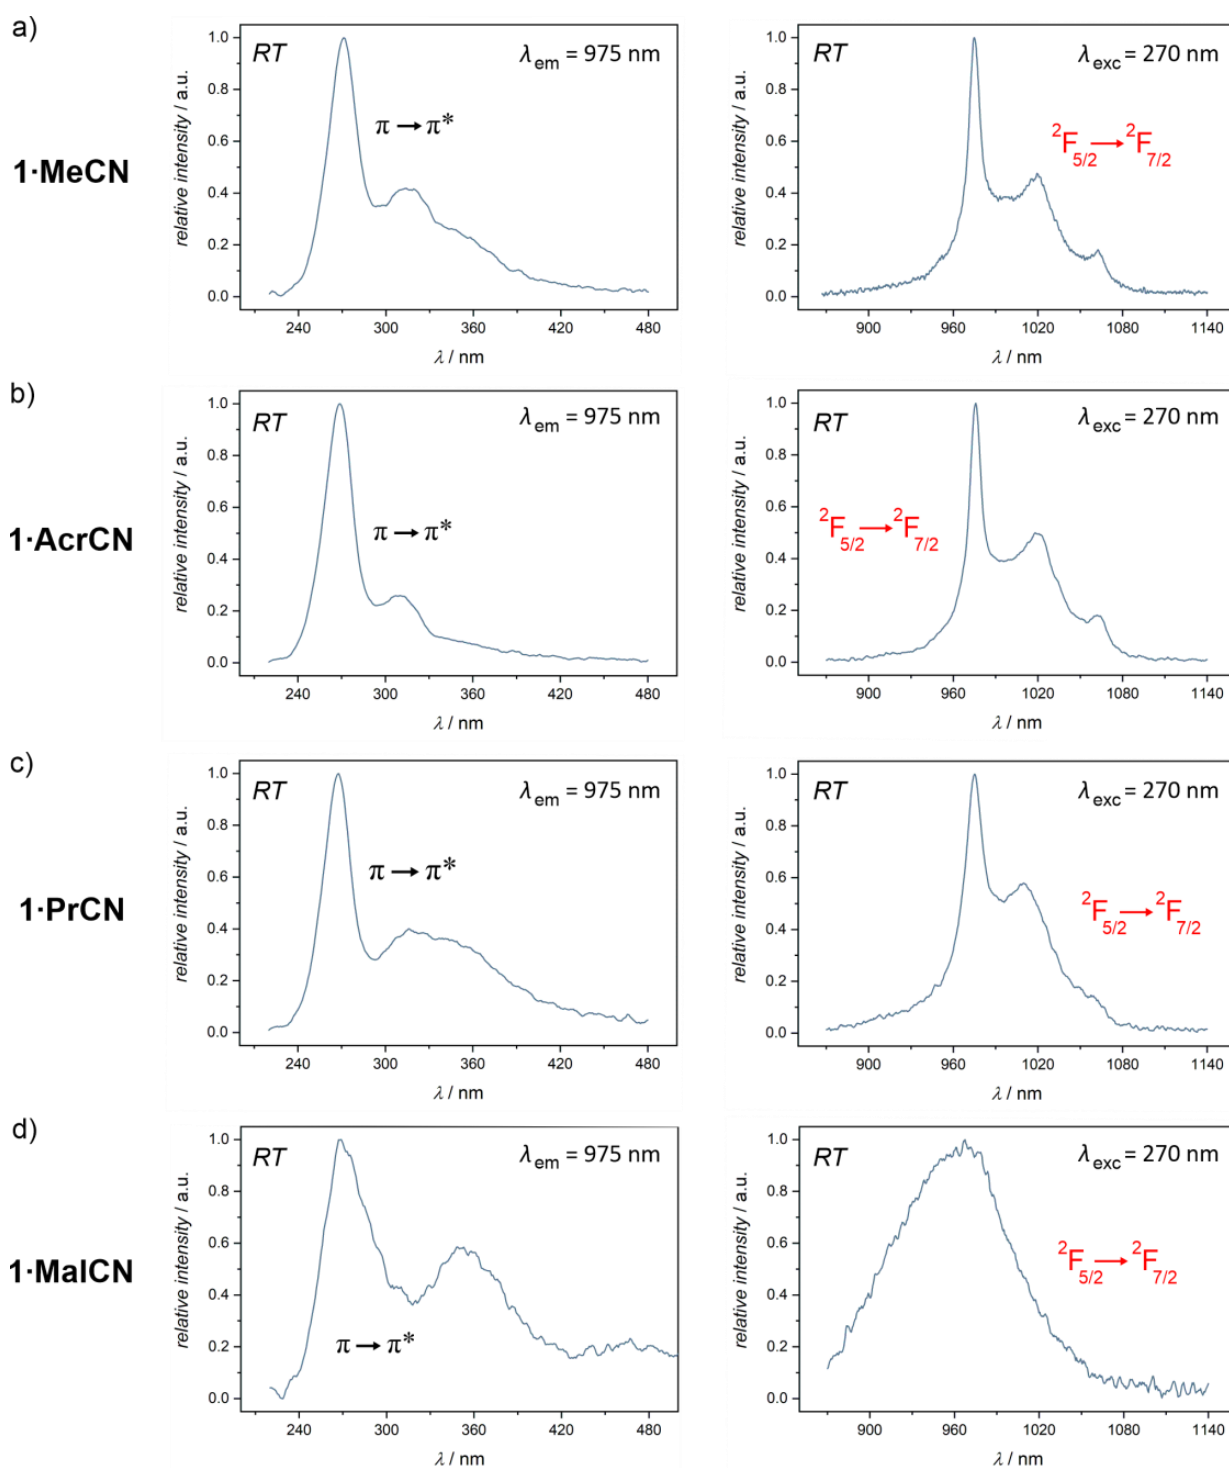 a)
1·MeCN
RT
λem = 975 nm
π → π*
relative intensity / a.u.
1.0
0.8
0.6
0.4
0.2
0.0
240 300 360 420 480
λ / nm
RT
λexc = 270 nm
2F5/2 → 2F7/2
relative intensity / a.u.
1.0
0.8
0.6
0.4
0.2
0.0
900 960 1020 1080 1140
λ / nm
b)
1·AcrCN
RT
λem = 975 nm
π → π*
relative intensity / a.u.
1.0
0.8
0.6
0.4
0.2
0.0
240 300 360 420 480
λ / nm
RT
λexc = 270 nm
2F5/2 → 2F7/2
relative intensity / a.u.
1.0
0.8
0.6
0.4
0.2
0.0
900 960 1020 1080 1140
λ / nm
c)
1·PrCN
RT
λem = 975 nm
π → π*
relative intensity / a.u.
1.0
0.8
0.6
0.4
0.2
0.0
240 300 360 420 480
λ / nm
RT
λexc = 270 nm
2F5/2 → 2F7/2
relative intensity / a.u.
1.0
0.8
0.6
0.4
0.2
0.0
900 960 1020 1080 1140
λ / nm
d)
1·MalCN
RT
λem = 975 nm
π → π*
relative intensity / a.u.
1.0
0.8
0.6
0.4
0.2
0.0
240 300 360 420 480
λ / nm
RT
λexc = 270 nm
2F5/2 → 2F7/2
relative intensity / a.u.
1.0
0.8
0.6
0.4
0.2
0.0
900 960 1020 1080 1140
λ / nm